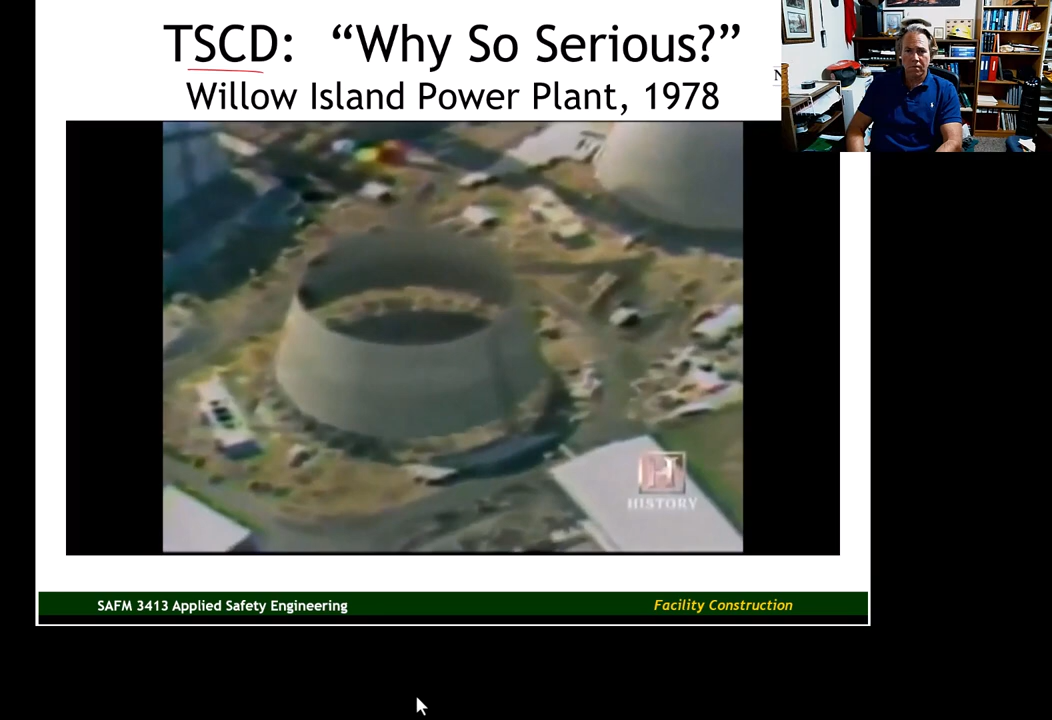 TSCD: “Why So Serious?”
Willow Island Power Plant, 1978
N
H
HISTORY
SAFM 3413 Applied Safety Engineering
Facility Construction